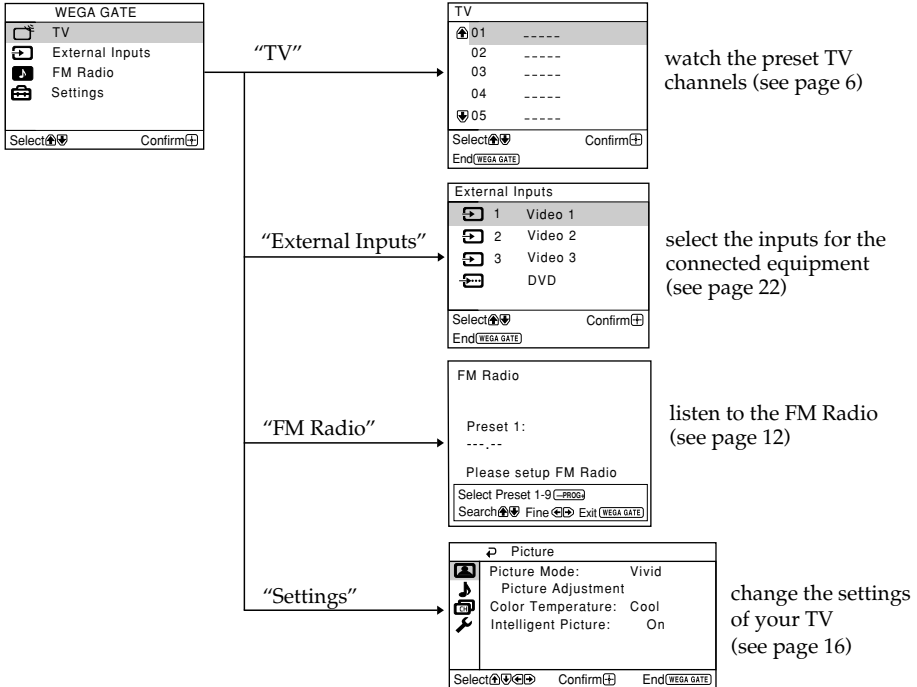 WEGA GATE
TV
External Inputs
FM Radio
Settings
Select Confirm
“TV”
TV
01 -----
02 -----
03 -----
04 -----
05 -----
Select Confirm
End WEGA GATE
watch the preset TV
channels (see page 6)
“External Inputs”
External Inputs
1 Video 1
2 Video 2
3 Video 3
DVD
Select Confirm
End WEGA GATE
select the inputs for the
connected equipment
(see page 22)
“FM Radio”
FM Radio
Preset 1:
---.--
Please setup FM Radio
Select Preset 1-9 –PROG+
Search Fine Exit WEGA GATE
listen to the FM Radio
(see page 12)
“Settings”
Picture
Picture Mode: Vivid
Picture Adjustment
CH
Color Temperature: Cool
Intelligent Picture: On
Select Confirm End WEGA GATE
change the settings
of your TV
(see page 16)